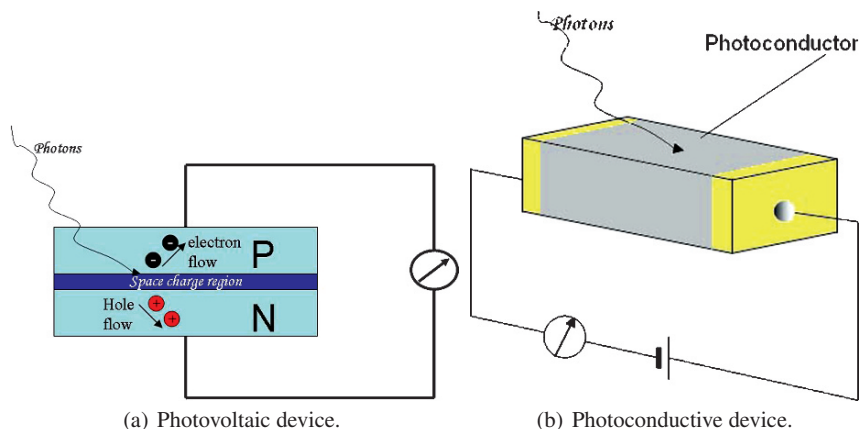 Photons
electron
flow
P
Space charge region
Hole
flow
N
(a) Photovoltaic device.
Photons
Photoconductor
(b) Photoconductive device.